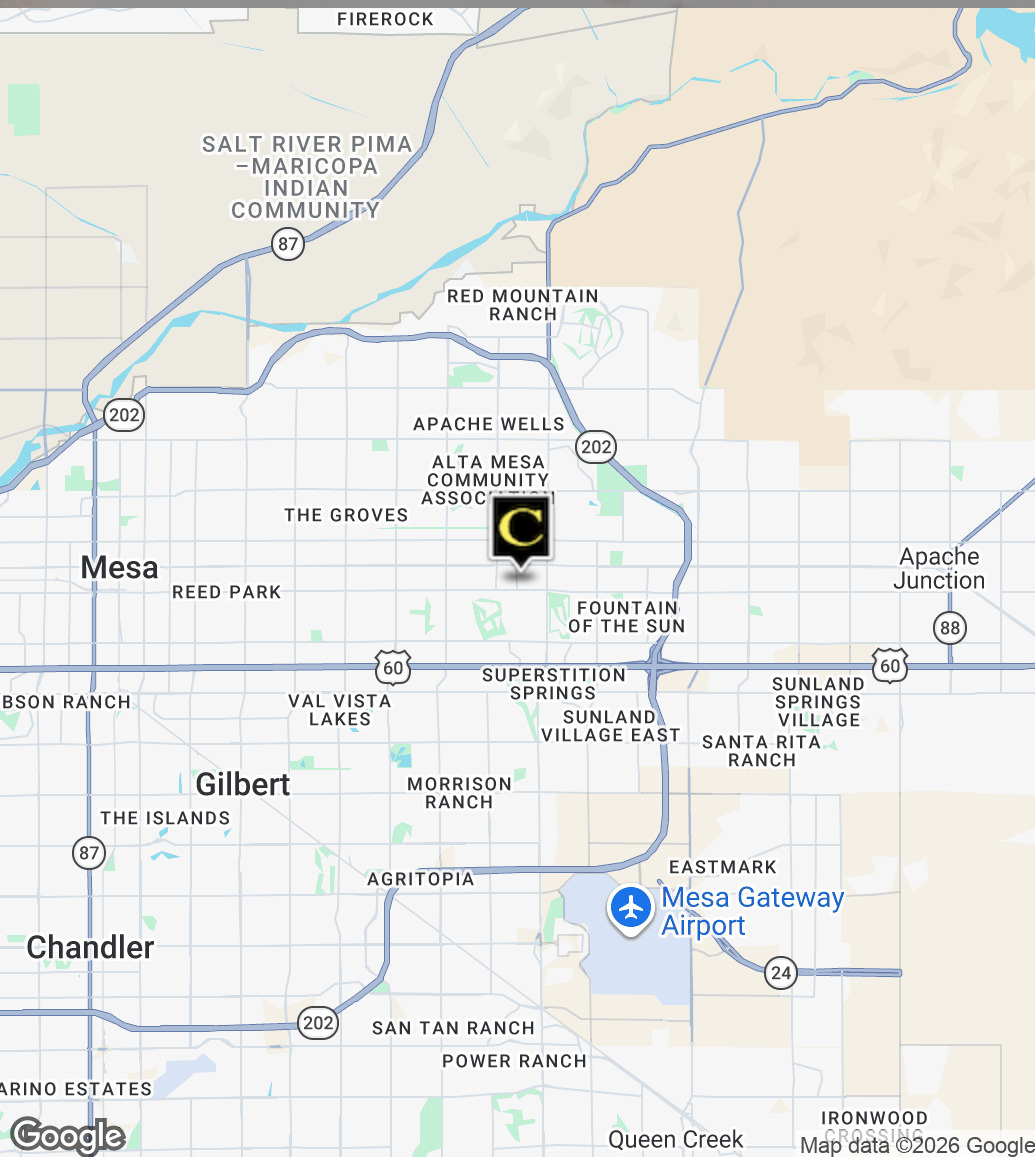 FIREROCK
SALT RIVER PIMA
–MARICOPA
INDIAN
COMMUNITY
87
RED MOUNTAIN
RANCH
202
APACHE WELLS
202
ALTA MESA
COMMUNITY
ASSOCIATION
THE GROVES
C
Mesa
Apache
Junction
REED PARK
FOUNTAIN
OF THE SUN
88
60
60
SUPERSTITION
SPRINGS
SUNLAND
SPRINGS
VILLAGE
BSON RANCH
VAL VISTA
LAKES
SUNLAND
VILLAGE EAST
SANTA RITA
RANCH
Gilbert
MORRISON
RANCH
THE ISLANDS
87
AGRITOPIA
EASTMARK
Mesa Gateway
Airport
Chandler
24
202
SAN TAN RANCH
POWER RANCH
ARINO ESTATES
IRONWOOD
CROSSING
Google
Queen Creek
Map data ©2026 Google